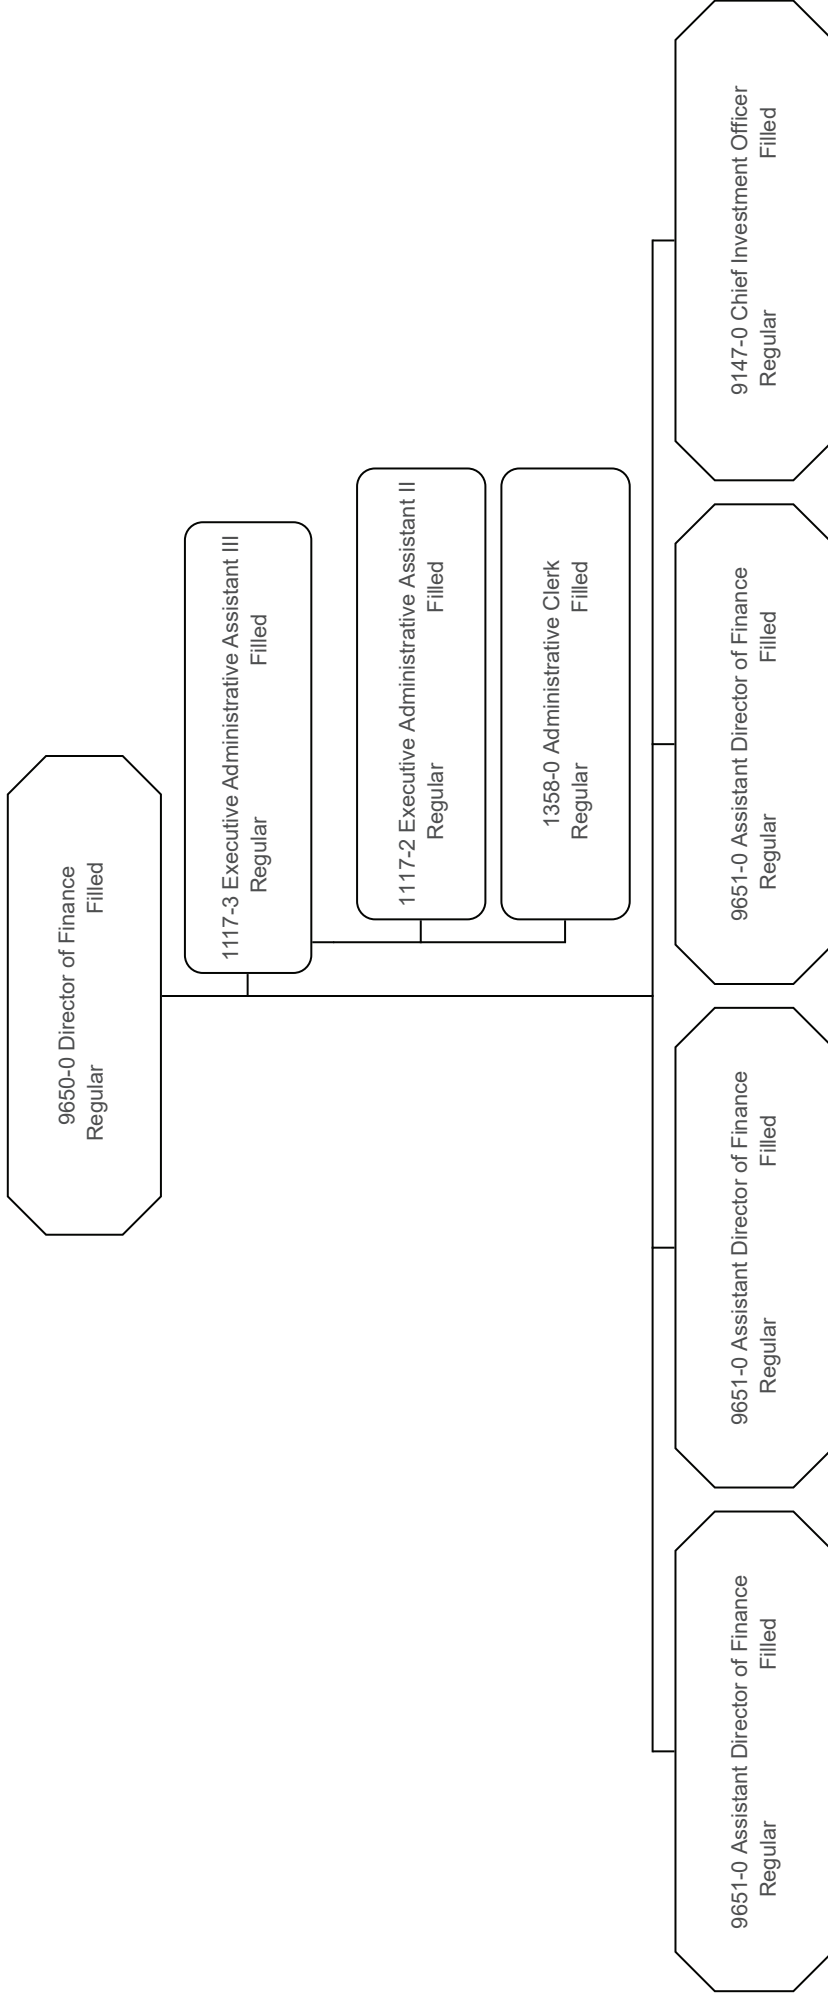 9650-0 Director of Finance
Regular Filled
1117-3 Executive Administrative Assistant III
Regular Filled
1117-2 Executive Administrative Assistant II
Regular Filled
1358-0 Administrative Clerk
Regular Filled
9651-0 Assistant Director of Finance
Regular Filled
9651-0 Assistant Director of Finance
Regular Filled
9651-0 Assistant Director of Finance
Regular Filled
9147-0 Chief Investment Officer
Regular Filled